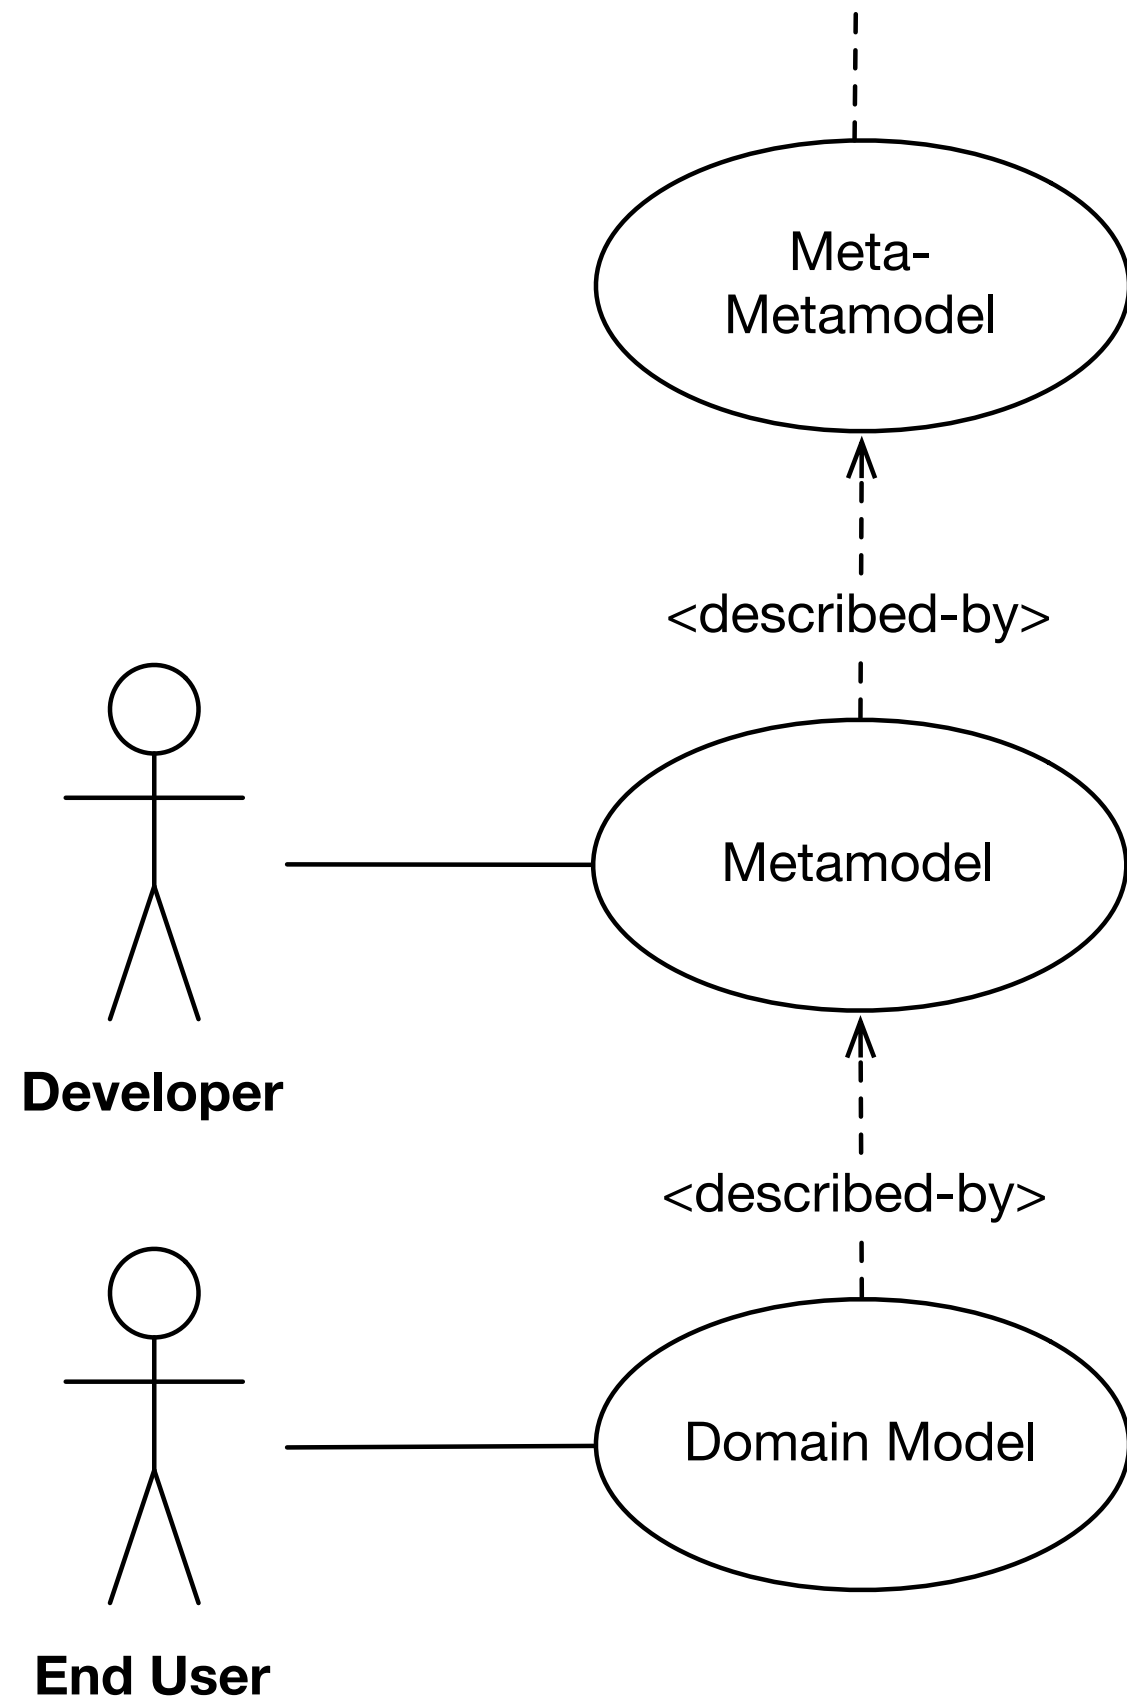 Meta-
Metamodel
<described-by>
Metamodel
Developer
<described-by>
Domain Model
End User